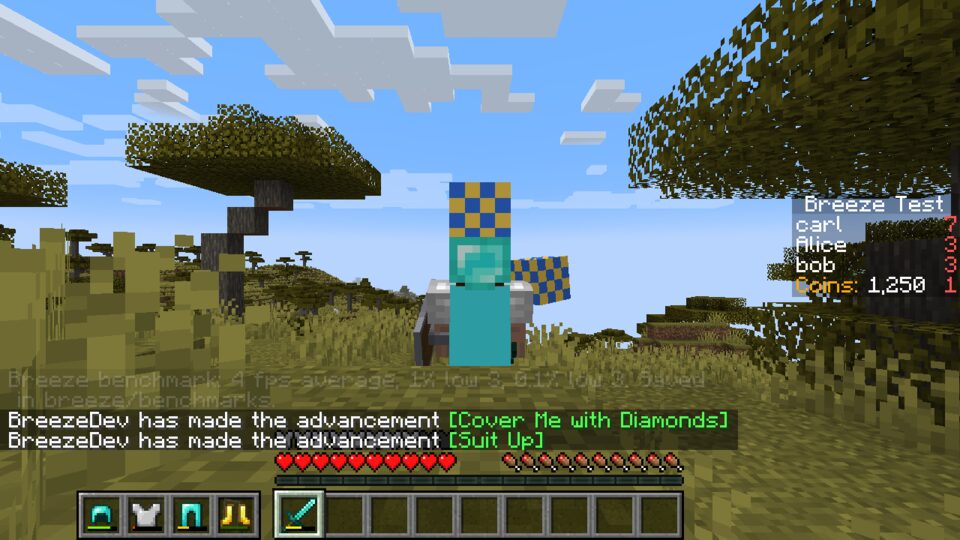 Breeze Test
carl 7
Alice 3
bob 3
Coins: 1,250 1
Breeze benchmark: 4 fps average, 1% low 3, 0.1% low 3. Saved
in breeze/benchmarks
BreezeDev has made the advancement [Cover Me with Diamonds]
BreezeDev has made the advancement [Suit Up]